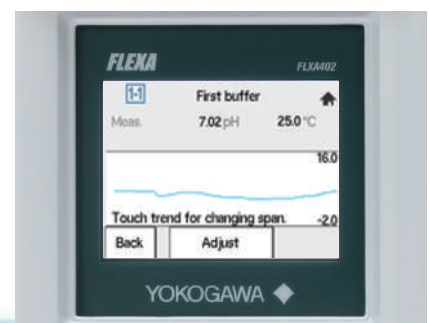 FLEXA FLXA402
1-1 First buffer
Meas. 7.02 pH 25.0 °C
16.0
Touch trend for changing span. -2.0
Back Adjust
YOKOGAWA